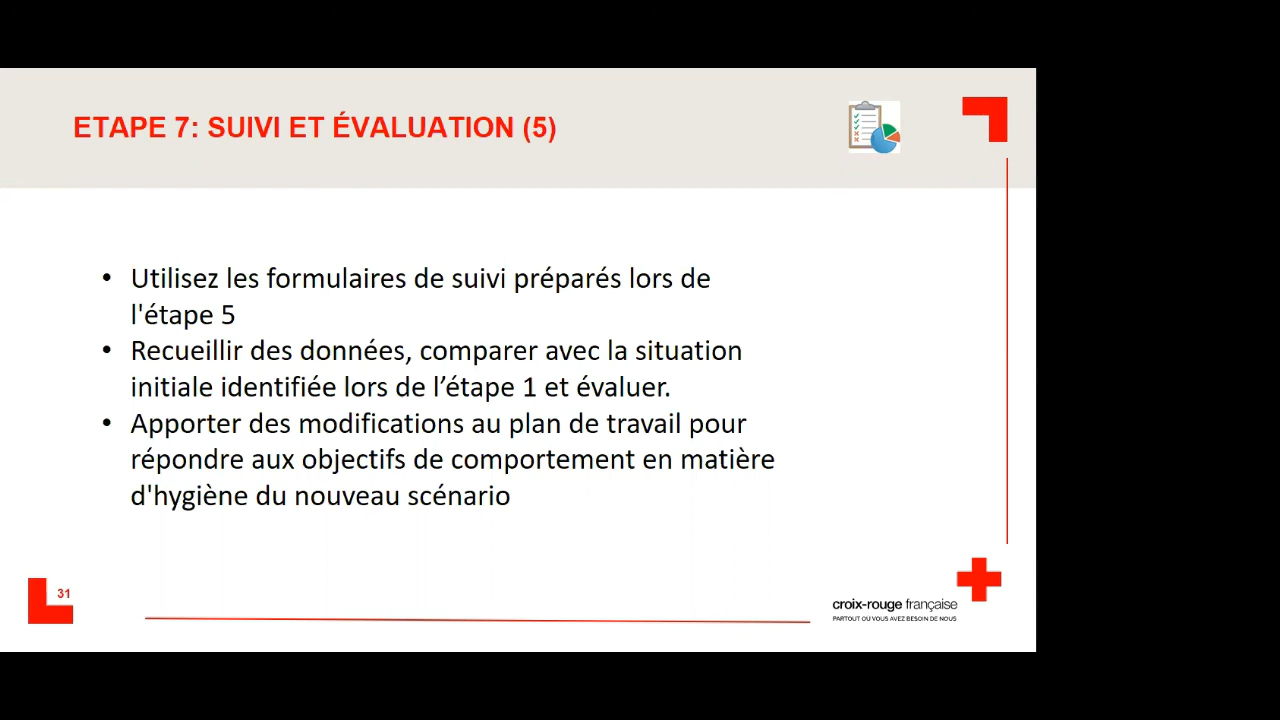 ETAPE 7: SUIVI ET ÉVALUATION (5)
• Utilisez les formulaires de suivi préparés lors de
l'étape 5
• Recueillir des données, comparer avec la situation
initiale identifiée lors de l’étape 1 et évaluer.
• Apporter des modifications au plan de travail pour
répondre aux objectifs de comportement en matière
d'hygiène du nouveau scénario
31
croix-rouge française
PARTOUT OÙ VOUS AVEZ BESOIN DE NOUS